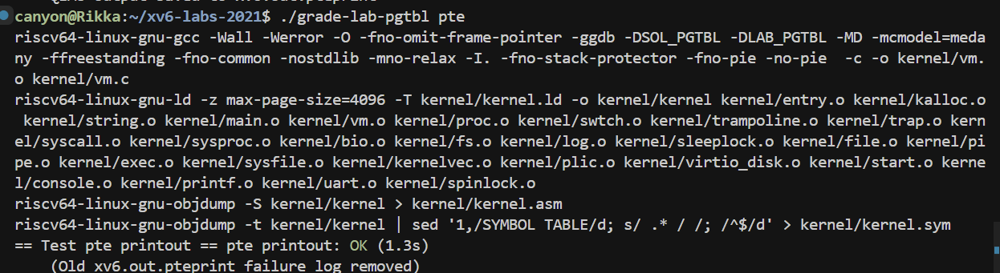 canyon@Rikka:~/xv6-labs-2021$ ./grade-lab-pgtbl pte
riscv64-linux-gnu-gcc -Wall -Werror -O -fno-omit-frame-pointer -ggdb -DSOL_PGTBL -DLAB_PGTBL -MD -mcmodel=meda
ny -ffreestanding -fno-common -nostdlib -mno-relax -I. -fno-stack-protector -fno-pie -no-pie  -c -o kernel/vm.
o kernel/vm.c
riscv64-linux-gnu-ld -z max-page-size=4096 -T kernel/kernel.ld -o kernel/kernel kernel/entry.o kernel/kalloc.o
 kernel/string.o kernel/main.o kernel/vm.o kernel/proc.o kernel/swtch.o kernel/trampoline.o kernel/trap.o kern
el/syscall.o kernel/sysproc.o kernel/bio.o kernel/fs.o kernel/log.o kernel/sleeplock.o kernel/file.o kernel/pi
pe.o kernel/exec.o kernel/sysfile.o kernel/kernelvec.o kernel/plic.o kernel/virtio_disk.o kernel/start.o kerne
l/console.o kernel/printf.o kernel/uart.o kernel/spinlock.o
riscv64-linux-gnu-objdump -S kernel/kernel > kernel/kernel.asm
riscv64-linux-gnu-objdump -t kernel/kernel | sed '1,/SYMBOL TABLE/d; s/ .* / /; /^$/d' > kernel/kernel.sym
== Test pte printout == pte printout: OK (1.3s)
    (Old xv6.out.pteprint failure log removed)